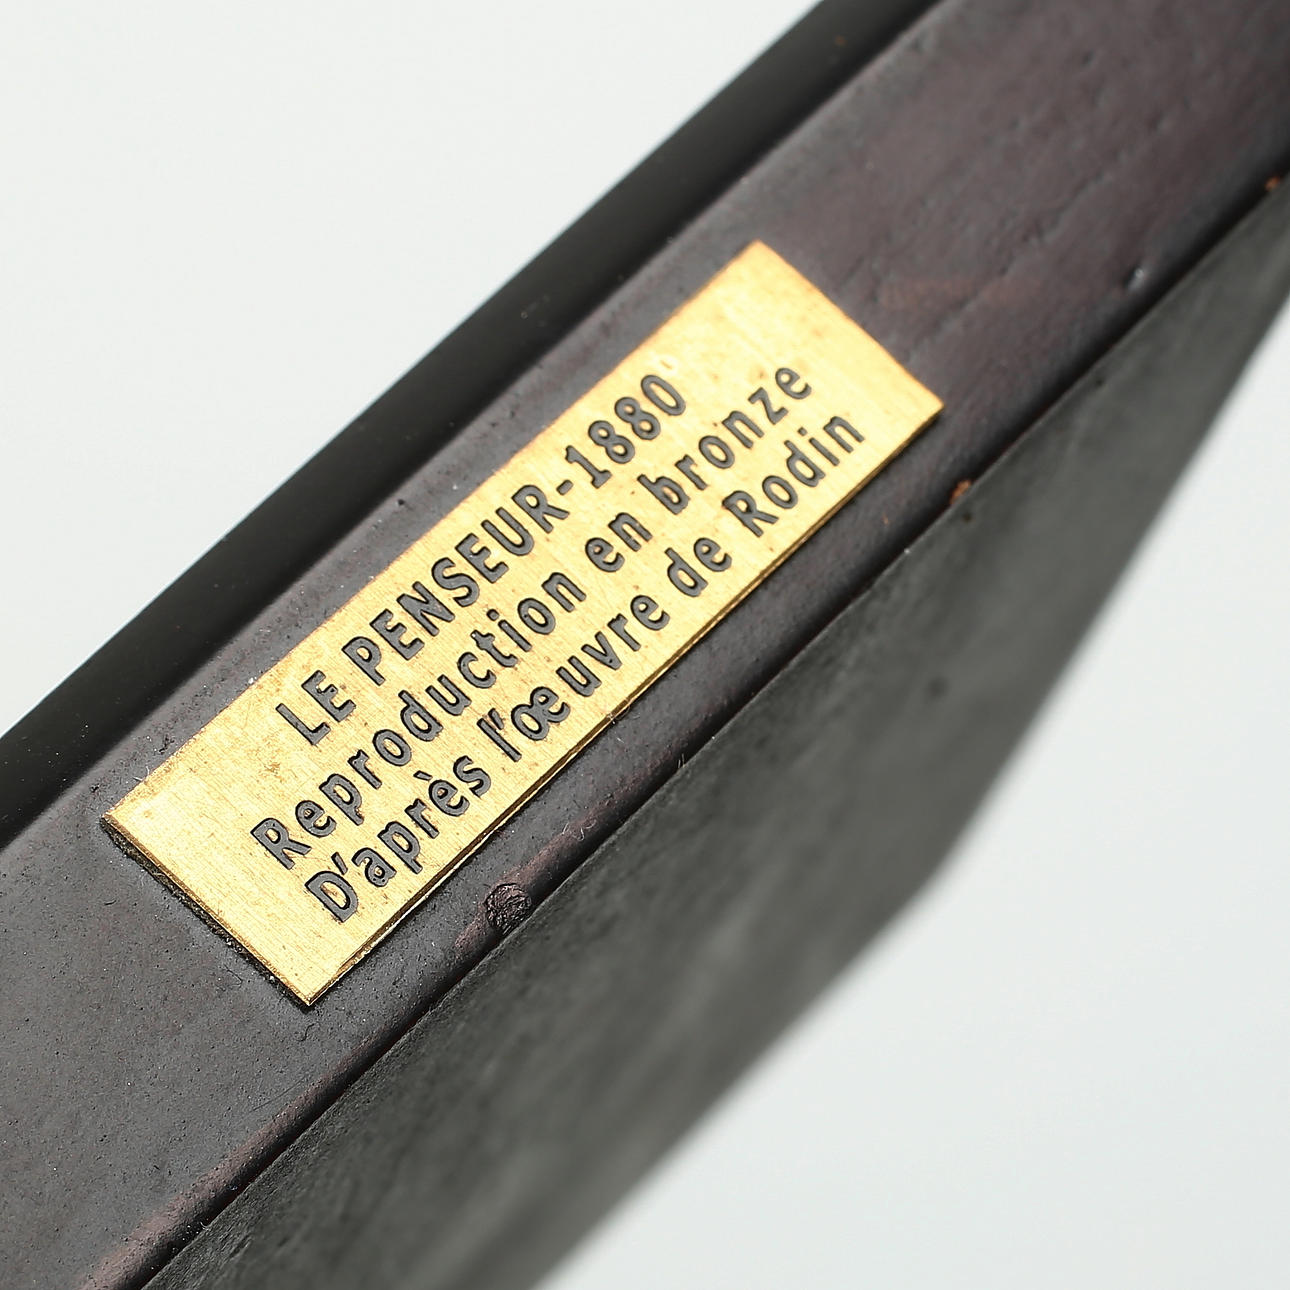 LE PENSEUR-1880
Reproduction en bronze
D'après l'œuvre de Rodin